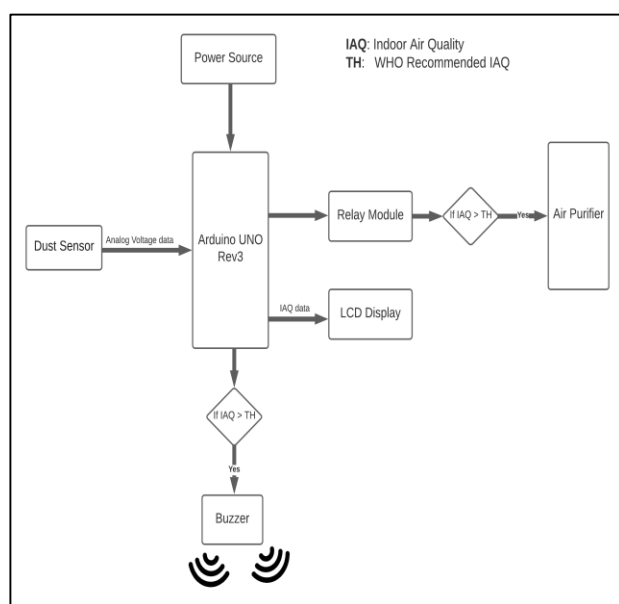 IAQ: Indoor Air Quality
TH: WHO Recommended IAQ
Power Source
Dust Sensor
Analog Voltage data
Arduino UNO
Rev3
Relay Module
If IAQ > TH
Yes
Air Purifier
IAQ data
LCD Display
If IAQ > TH
Yes
Buzzer